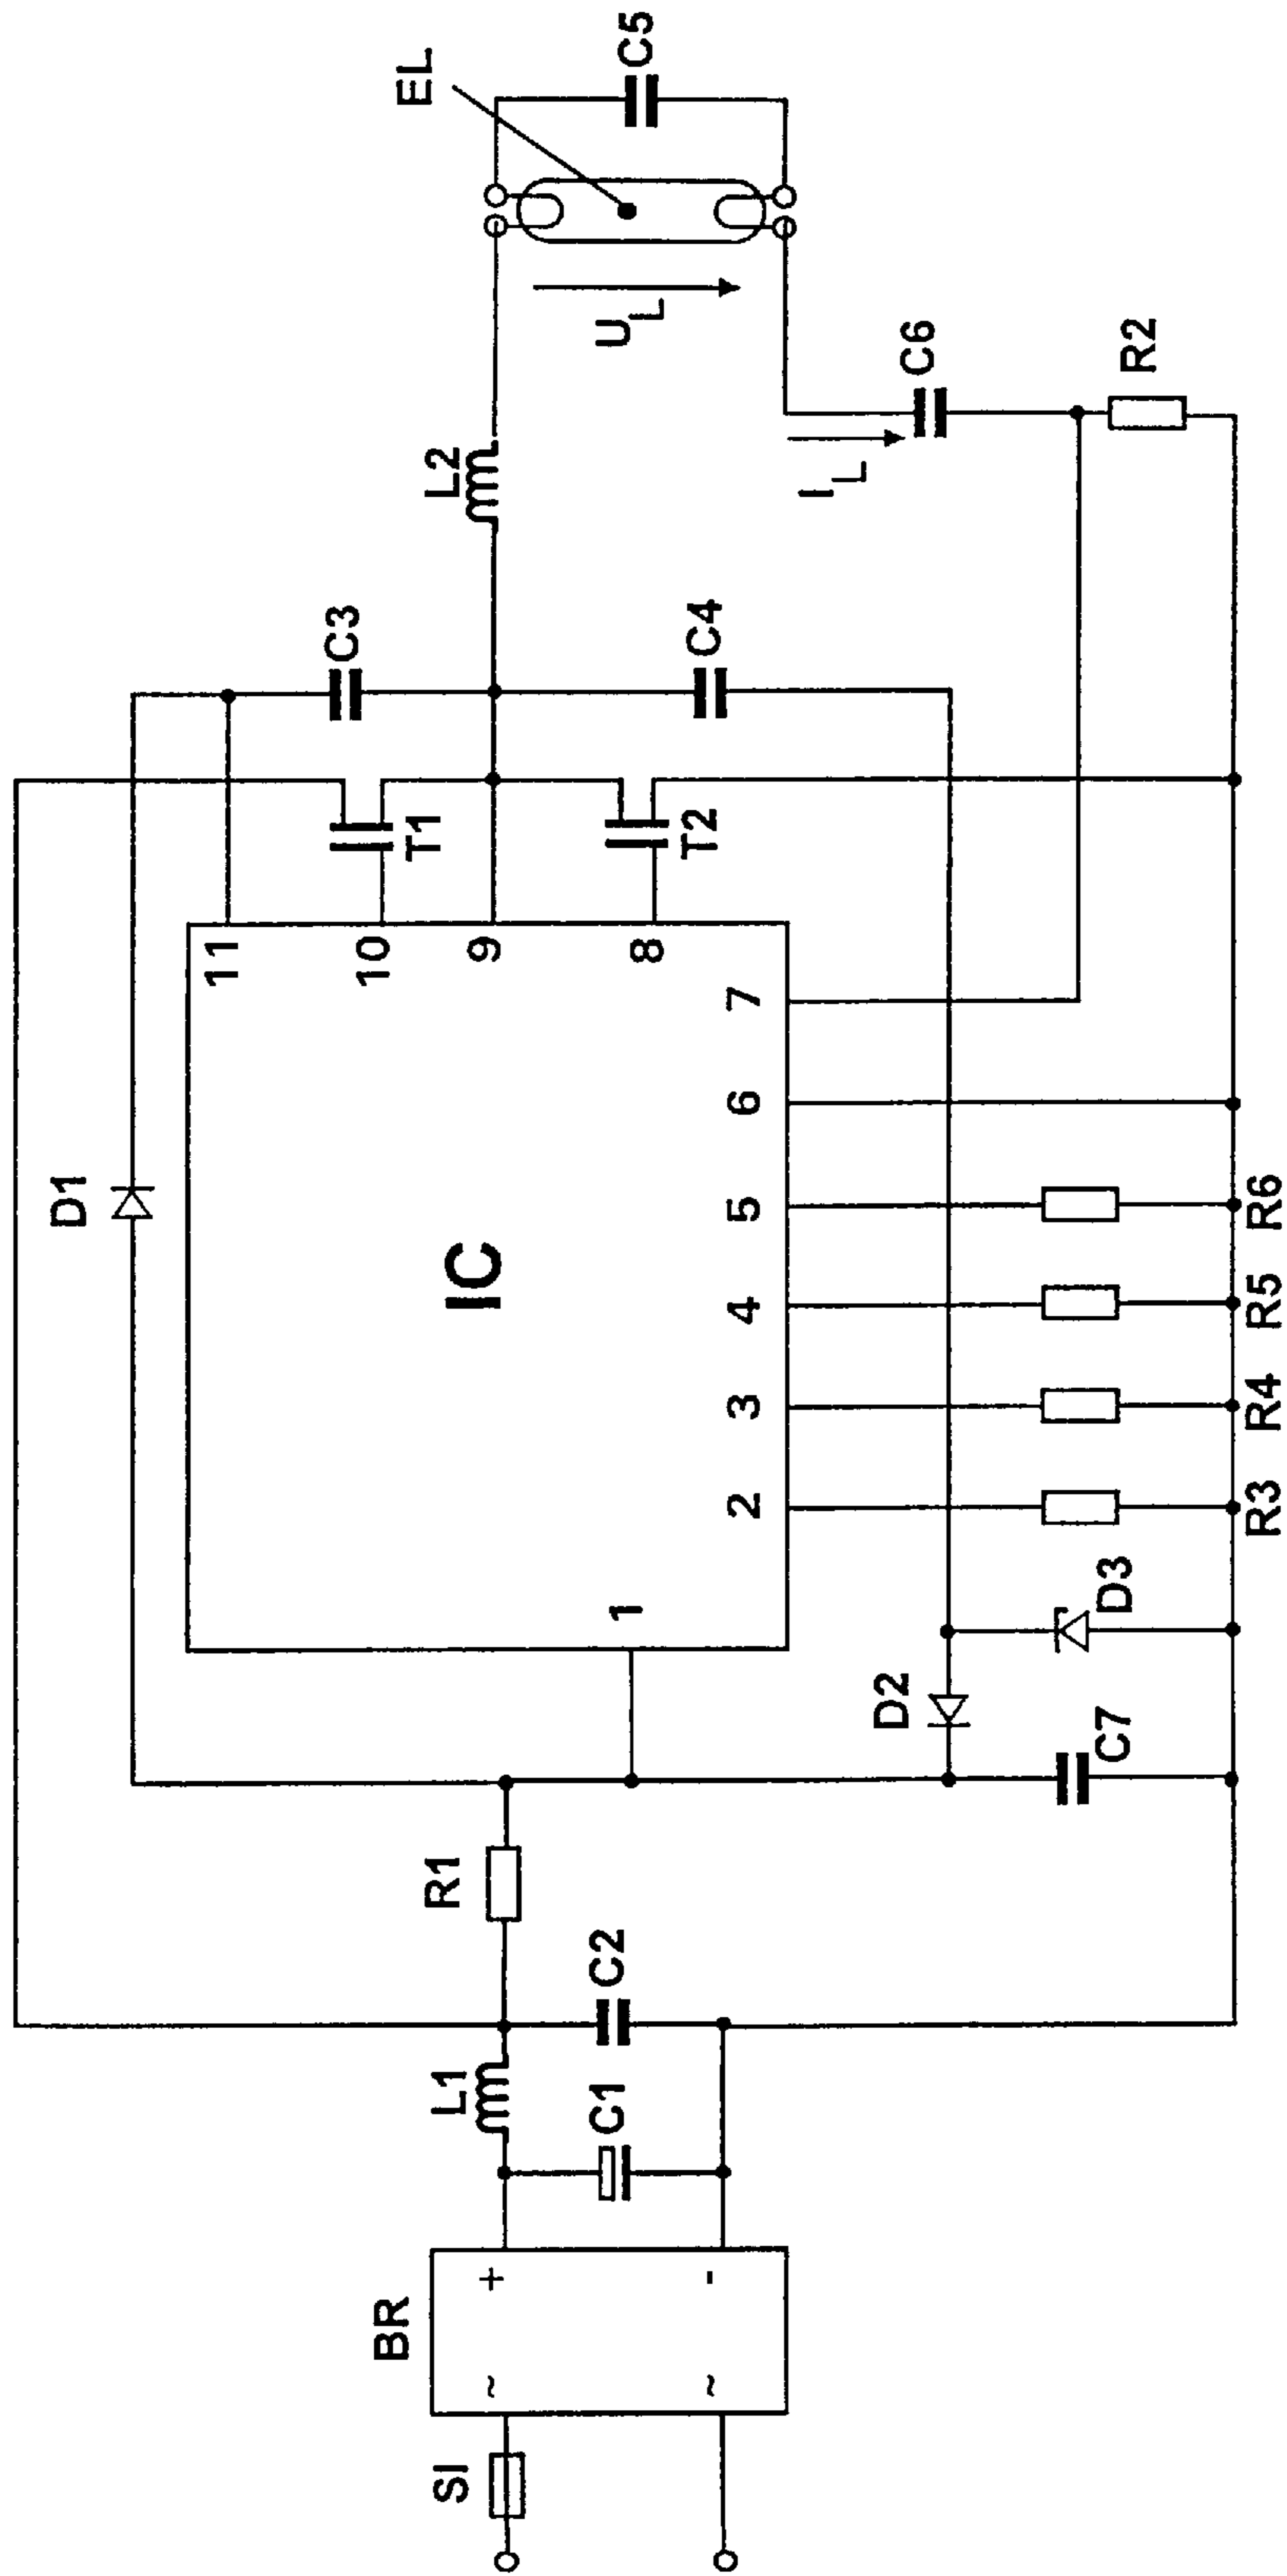 SI
BR
~
~
+
-
L1
C1
C2
R1
D1
IC
1
2
3
4
5
6
7
8
9
10
11
D2
D3
C7
R3
R4
R5
R6
T1
T2
C3
C4
L2
EL
C5
U_L
I_L
C6
R2